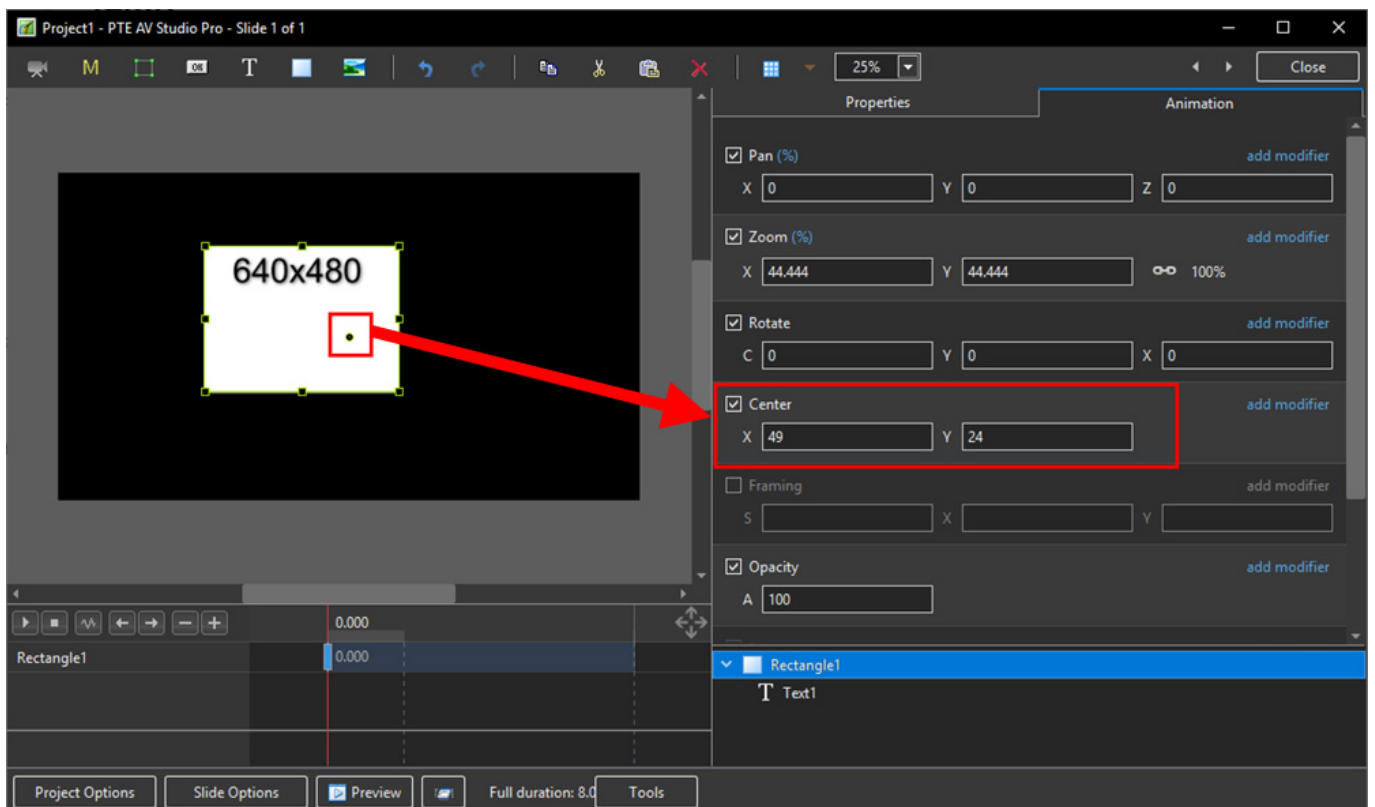 Project1 - PTE AV Studio Pro - Slide 1 of 1
M OK T 25% Close
Properties Animation
Pan (%) add modifier
X 0 Y 0 Z 0
Zoom (%) add modifier
X 44.444 Y 44.444 100%
640x480
Rotate add modifier
C 0 Y 0 X 0
Center add modifier
X 49 Y 24
Framing add modifier
S X Y
Opacity add modifier
A 100
0.000
Rectangle1 0.000
Rectangle1
T Text1
Project Options Slide Options Preview Full duration: 8.0 Tools